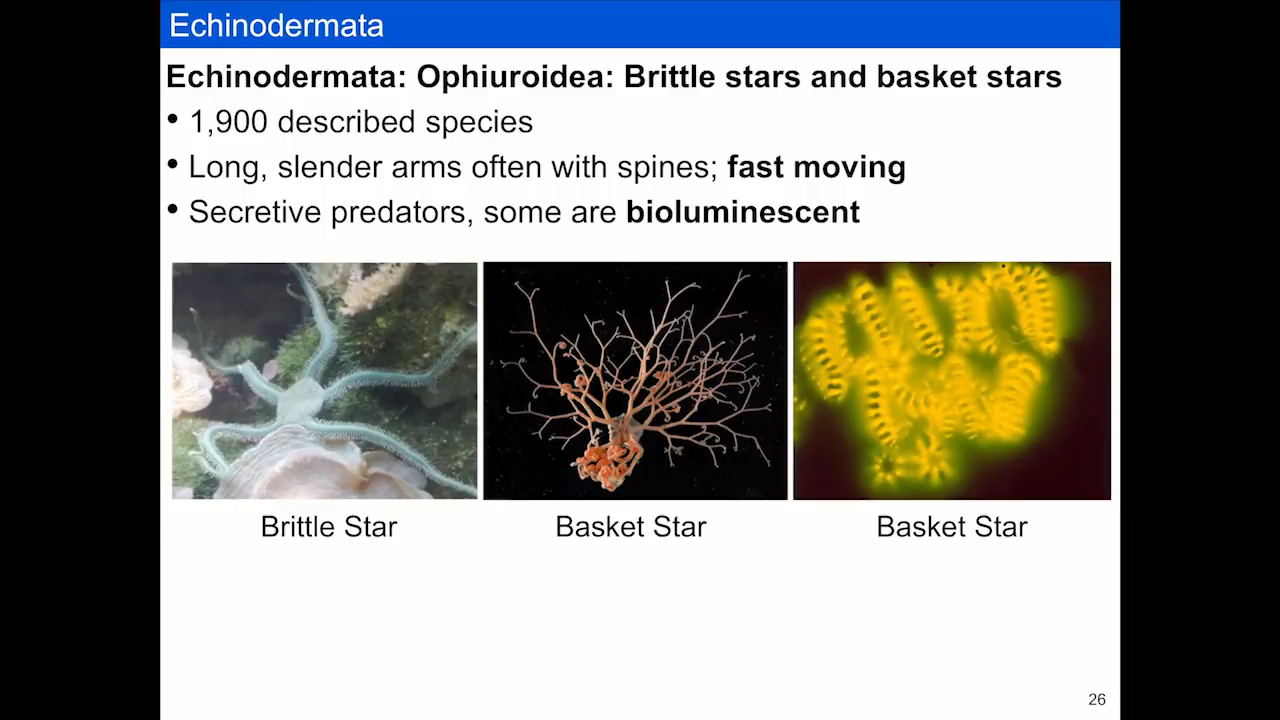 Echinodermata
Echinodermata: Ophiuroidea: Brittle stars and basket stars
• 1,900 described species
• Long, slender arms often with spines; fast moving
• Secretive predators, some are bioluminescent
Brittle Star
Basket Star
Basket Star
26